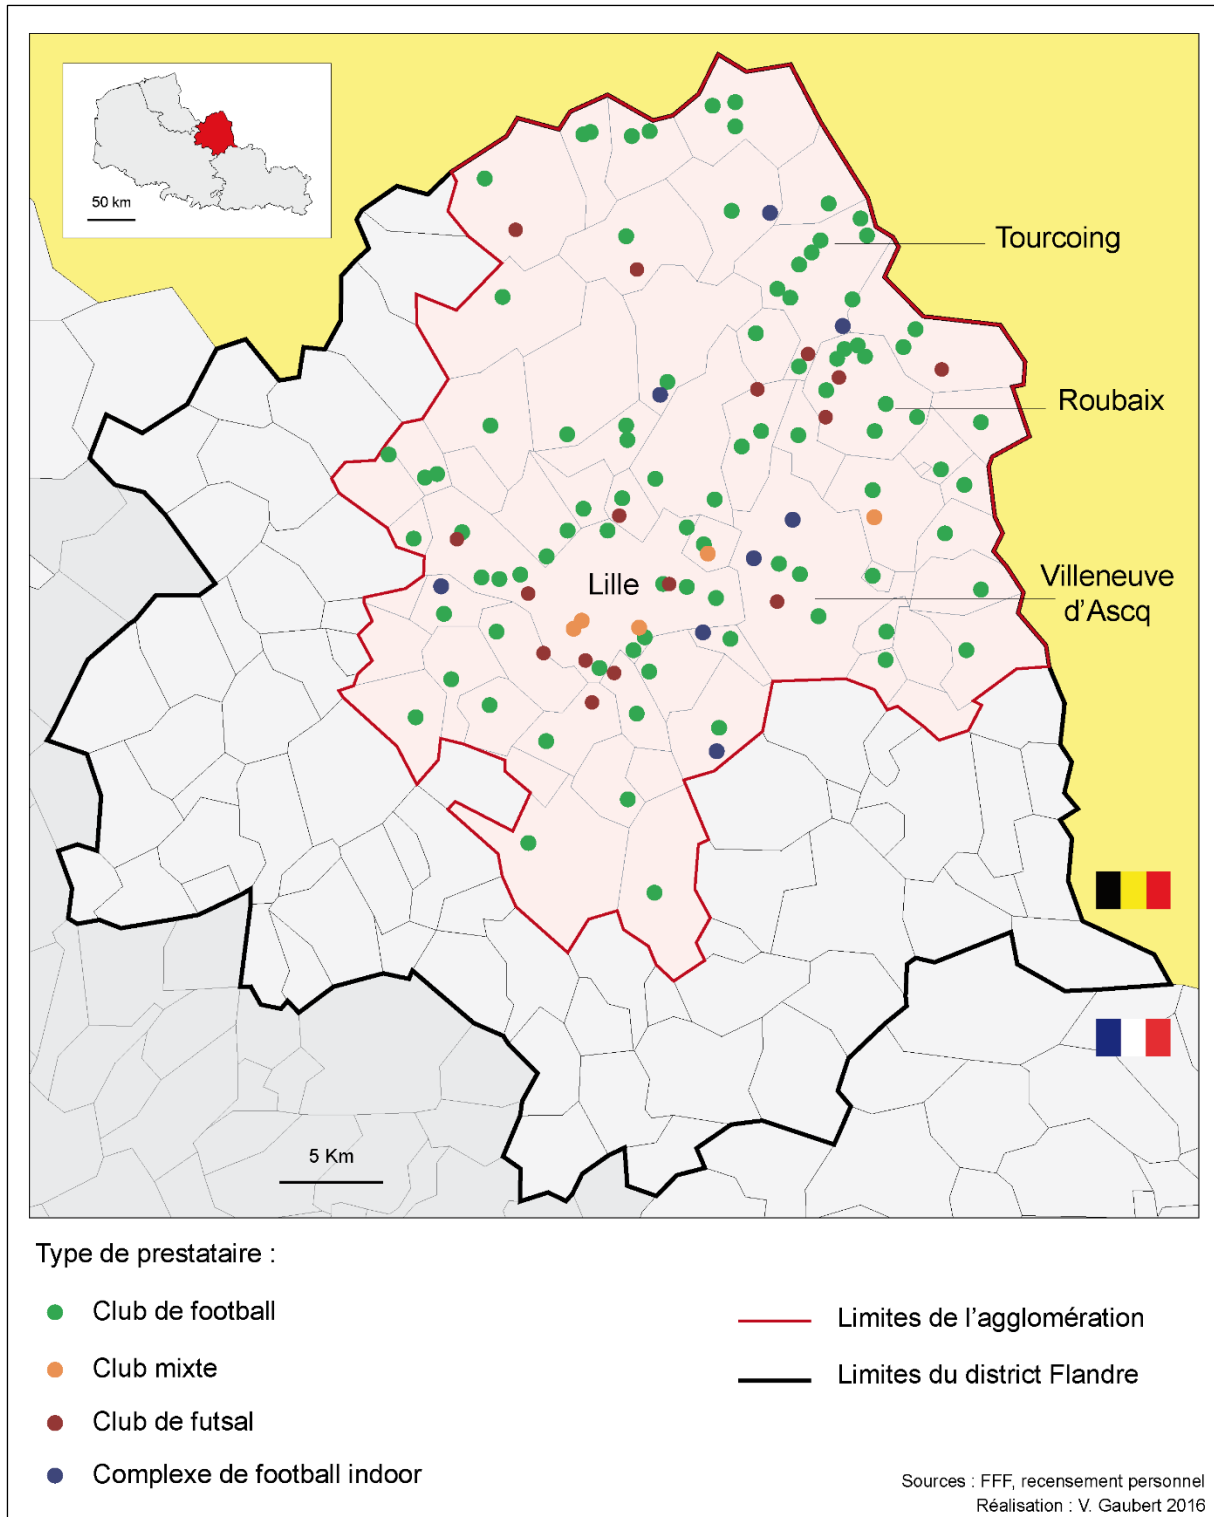 50 km
Tourcoing
Roubaix
Villeneuve
d'Ascq
Lille
5 Km
Type de prestataire :
Club de football
Club mixte
Club de futsal
Complexe de football indoor
Limites de l'agglomération
Limites du district Flandre
Sources : FFF, recensement personnel
Réalisation : V. Gaubert 2016